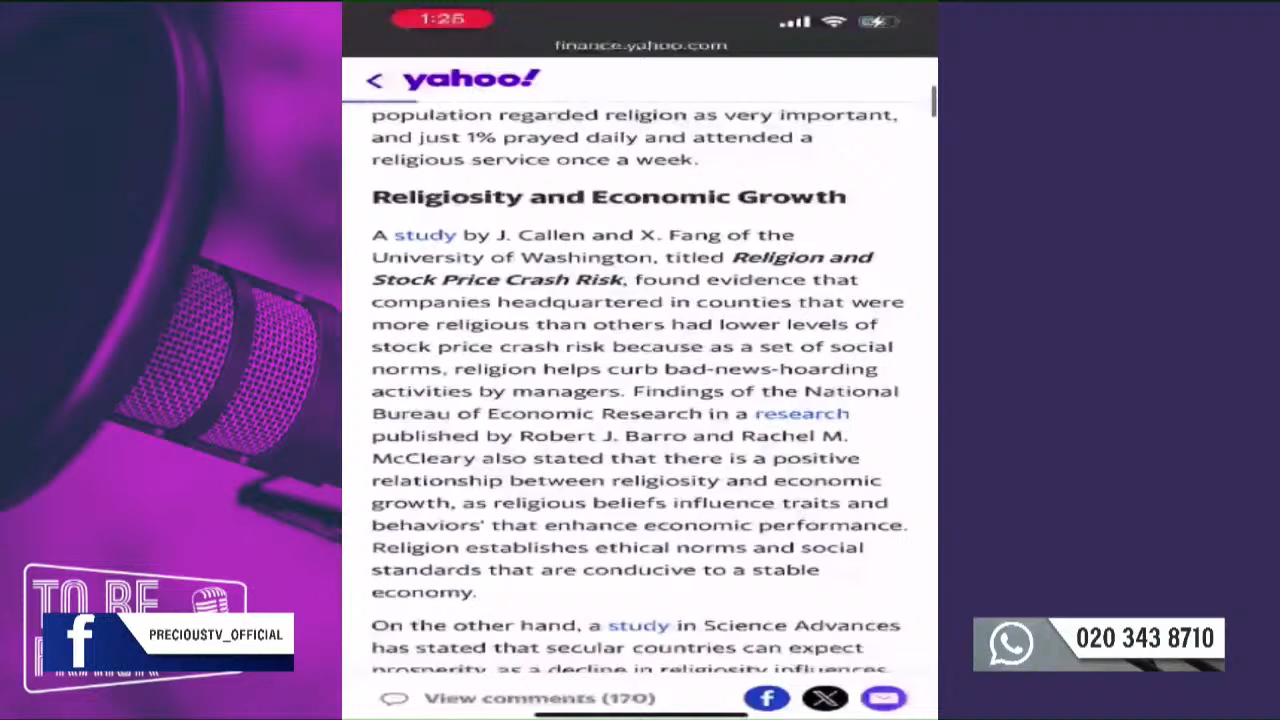 1:25
finance.yahoo.com
< yahoo!
population regarded religion as very important,
and just 1% prayed daily and attended a
religious service once a week.
Religiosity and Economic Growth
A study by J. Callen and X. Fang of the
University of Washington, titled Religion and
Stock Price Crash Risk, found evidence that
companies headquartered in counties that were
more religious than others had lower levels of
stock price crash risk because as a set of social
norms, religion helps curb bad-news-hoarding
activities by managers. Findings of the National
Bureau of Economic Research in a research
published by Robert J. Barro and Rachel M.
McCleary also stated that there is a positive
relationship between religiosity and economic
growth, as religious beliefs influence traits and
behaviors' that enhance economic performance.
Religion establishes ethical norms and social
standards that are conducive to a stable
economy.
On the other hand, a study in Science Advances
has stated that secular countries can expect
prosperity, as a decline in religiosity influences
View comments (170)
TO BE
PRECIOUSTV_OFFICIAL
020 343 8710